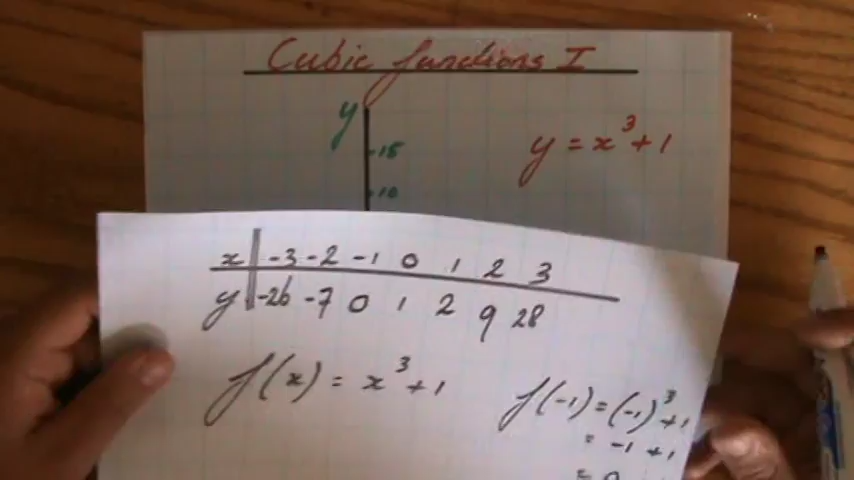 Cubic functions I
y
15
y = x³ + 1
10
x | -3 -2 -1 0 1 2 3
y | -26 -7 0 1 2 9 28
f(x) = x³ + 1
f(-1) = (-1)³ + 1
= -1 + 1
= 0